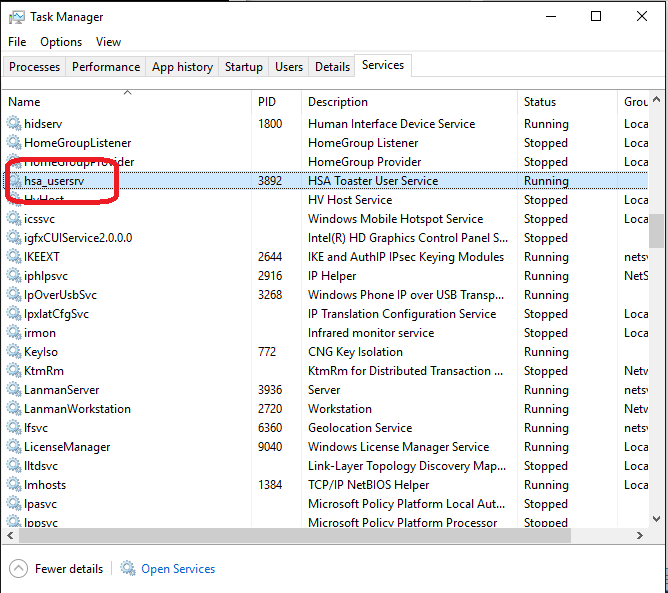 Task Manager
File Options View
Processes Performance App history Startup Users Details Services
Name PID Description Status Grou
hidserv 1800 Human Interface Device Service Running Loca
HomeGroupListener HomeGroup Listener Stopped Loca
HomeGroupProvider HomeGroup Provider Stopped Loca
hsa_usersrv 3892 HSA Toaster User Service Running
HvHost HV Host Service Stopped Loca
icssvc Windows Mobile Hotspot Service Stopped Loca
igfxCUIService2.0.0.0 Intel(R) HD Graphics Control Panel S... Stopped
IKEEXT 2644 IKE and AuthIP IPsec Keying Modules Running netsv
iphlpsvc 2916 IP Helper Running NetS
IpOverUsbSvc 3268 Windows Phone IP over USB Transp... Running
IpxlatCfgSvc IP Translation Configuration Service Stopped Loca
irmon Infrared monitor service Stopped Loca
KeyIso 772 CNG Key Isolation Running
KtmRm KtmRm for Distributed Transaction ... Stopped Netw
LanmanServer 3936 Server Running netsv
LanmanWorkstation 2720 Workstation Running Netw
lfsvc 6360 Geolocation Service Running netsv
LicenseManager 9040 Windows License Manager Service Running Loca
lltdsvc Link-Layer Topology Discovery Map... Stopped Loca
lmhosts 1384 TCP/IP NetBIOS Helper Running Loca
lpasvc Microsoft Policy Platform Local Aut... Stopped
lppsvc Microsoft Policy Platform Processor Stopped
Fewer details Open Services